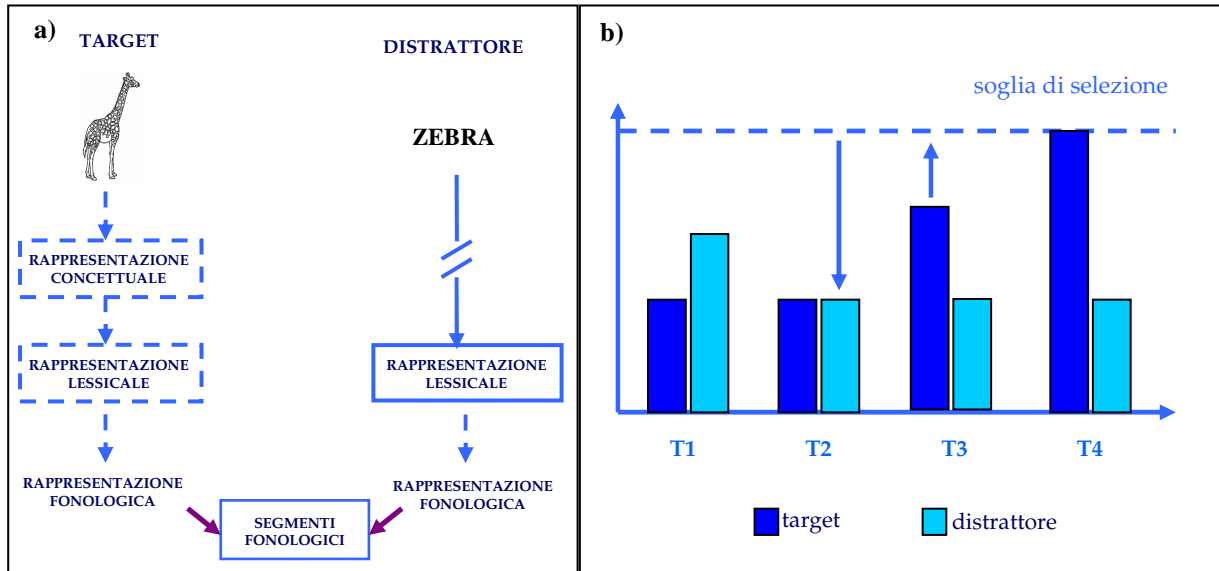 a)
TARGET
DISTRATTORE
ZEBRA
RAPPRESENTAZIONE
CONCETTUALE
RAPPRESENTAZIONE
LESSICALE
RAPPRESENTAZIONE
LESSICALE
RAPPRESENTAZIONE
FONOLOGICA
RAPPRESENTAZIONE
FONOLOGICA
SEGMENTI
FONOLOGICI
b)
soglia di selezione
T1 T2 T3 T4
target distrattore